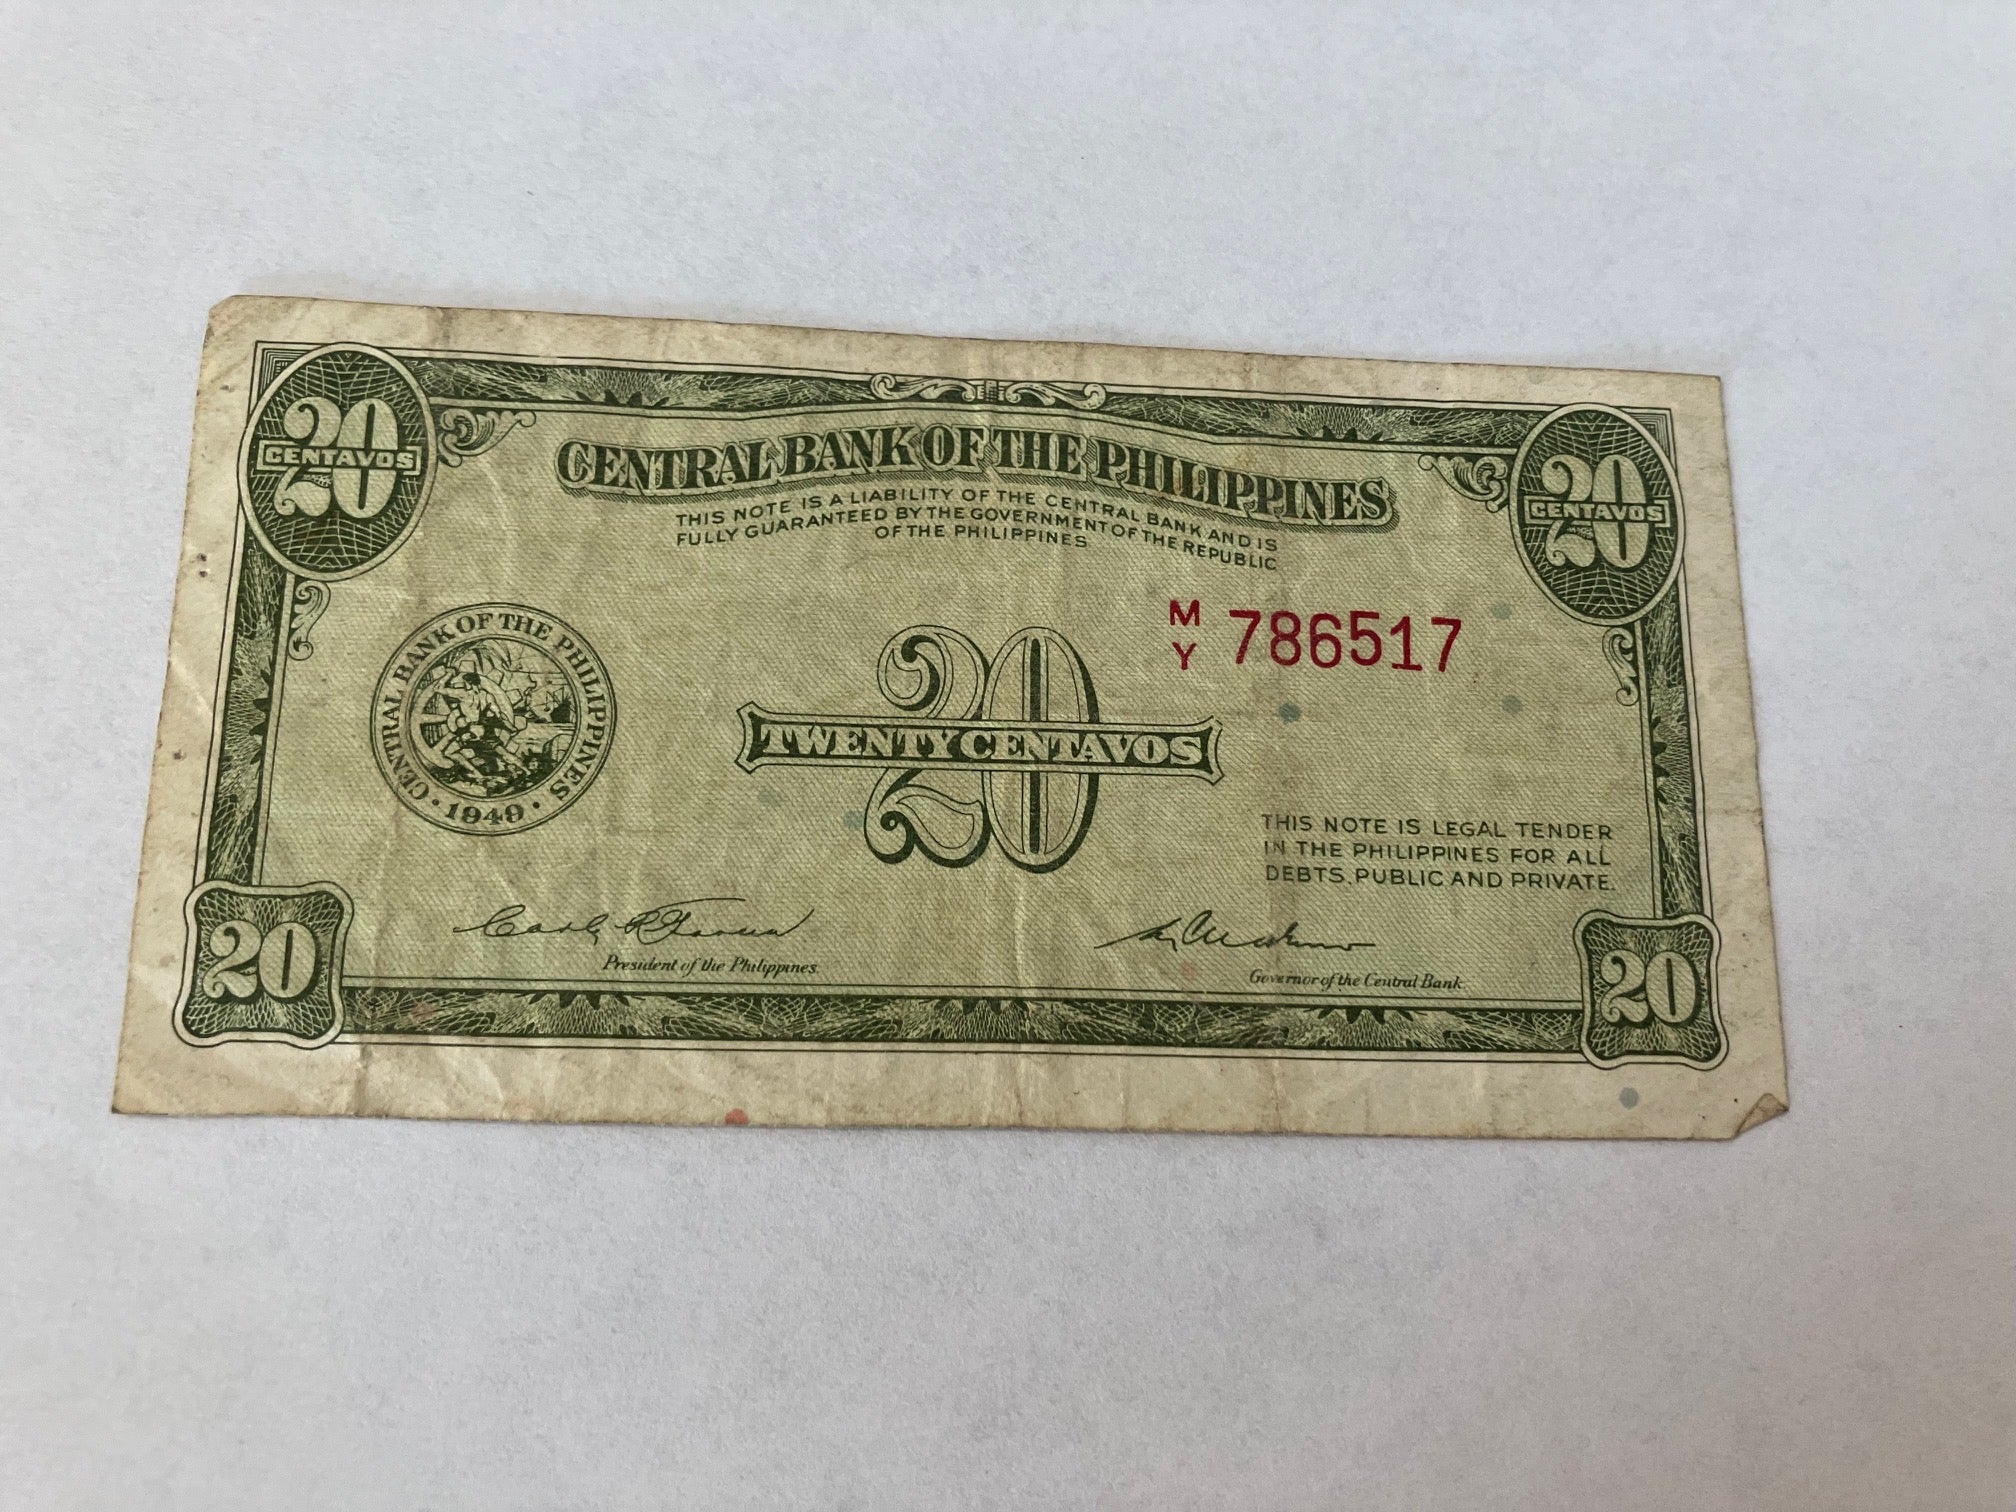 20
CENTAVOS
20
CENTAVOS
CENTRAL BANK OF THE PHILIPPINES
THIS NOTE IS A LIABILITY OF THE CENTRAL BANK AND IS
FULLY GUARANTEED BY THE GOVERNMENT OF THE REPUBLIC
OF THE PHILIPPINES
M
Y 786517
CENTRAL BANK OF THE PHILIPPINES
· 1949 ·
20
TWENTY CENTAVOS
THIS NOTE IS LEGAL TENDER
IN THE PHILIPPINES FOR ALL
DEBTS, PUBLIC AND PRIVATE.
President of the Philippines.
Governor of the Central Bank.
20
20